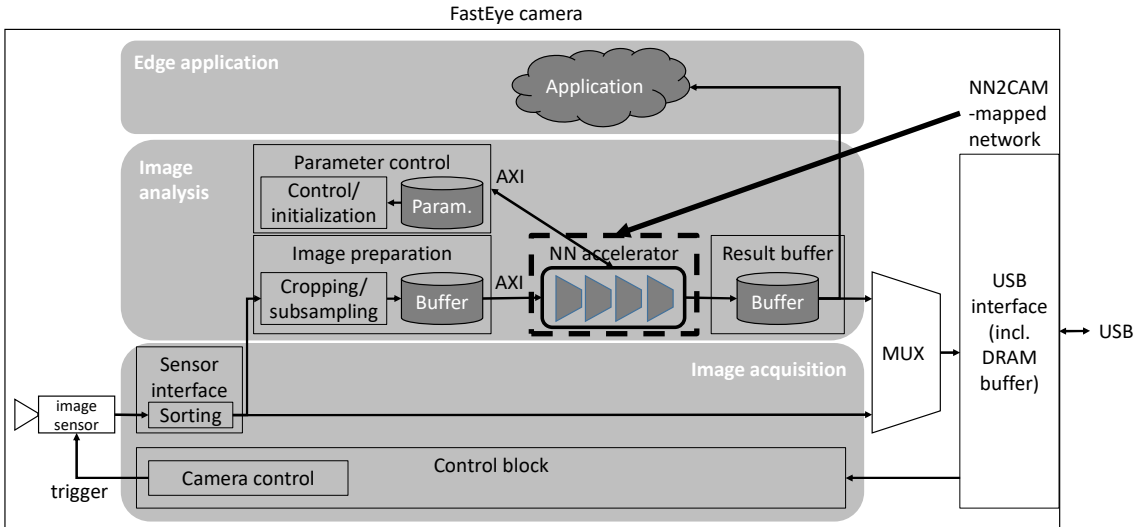 FastEye camera
Edge application
Application
NN2CAM
-mapped
network
Image
analysis
Parameter control
Control/
initialization
Param.
AXI
Image preparation
Cropping/
subsampling
Buffer
AXI
NN accelerator
Result buffer
Buffer
MUX
USB
interface
(incl.
DRAM
buffer)
USB
Sensor
interface
Sorting
Image acquisition
image
sensor
trigger
Camera control
Control block